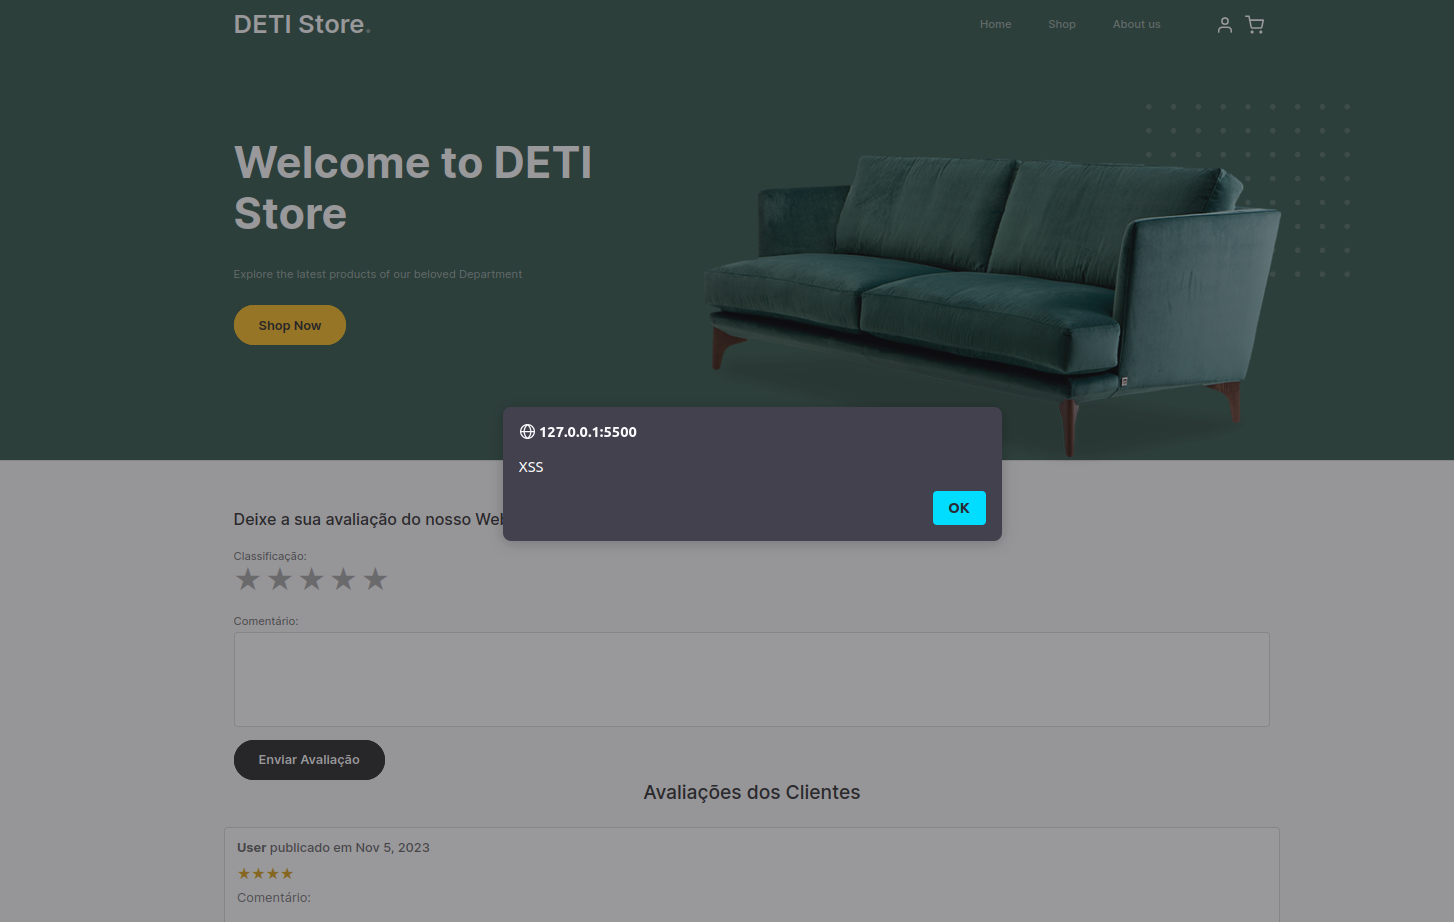 DETI Store.
Home Shop About us
Welcome to DETI
Store
Explore the latest products of our beloved Department
Shop Now
127.0.0.1:5500
XSS
OK
Deixe a sua avaliação do nosso
Classificação:
Comentário:
Enviar Avaliação
Avaliações dos Clientes
User publicado em Nov 5, 2023
Comentário: